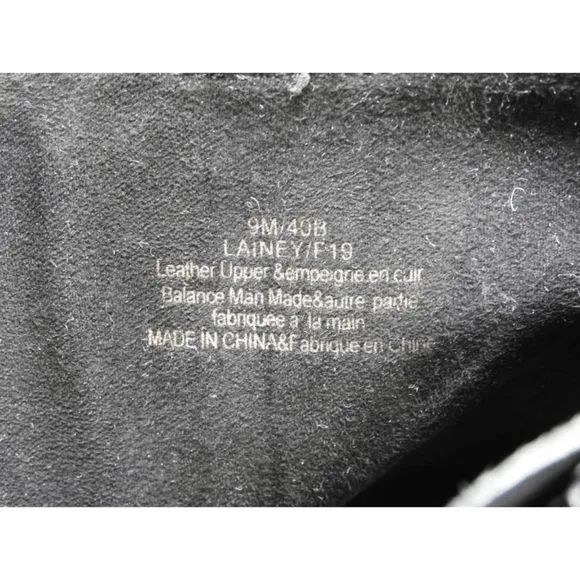 9M/40B
LAINEY/F19
Leather Upper &empeigne.en.cuir
Balance Man Made&autre partie
fabriquee a la main
MADE IN CHINA&Fabrique en Chine